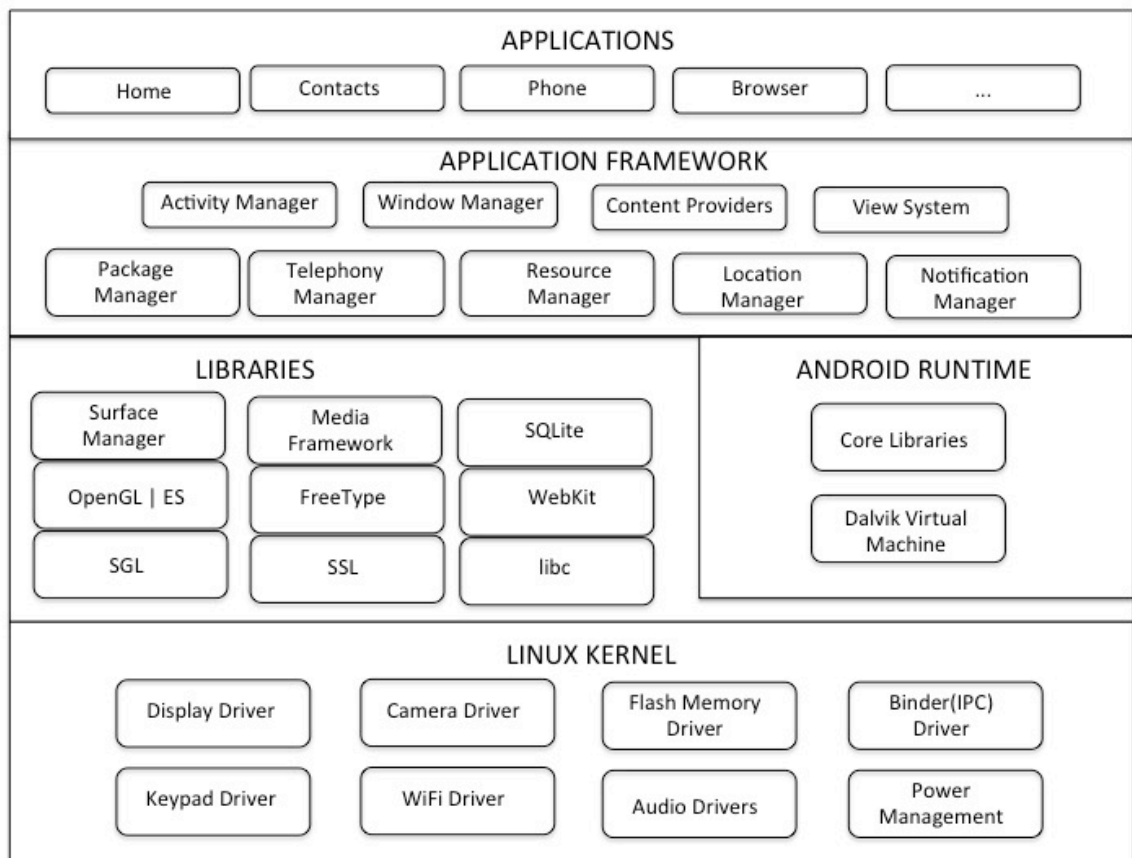 APPLICATIONS
Home
Contacts
Phone
Browser
...
APPLICATION FRAMEWORK
Activity Manager
Window Manager
Content Providers
View System
Package
Manager
Telephony
Manager
Resource
Manager
Location
Manager
Notification
Manager
LIBRARIES
Surface
Manager
Media
Framework
SQLite
OpenGL | ES
FreeType
WebKit
SGL
SSL
libc
ANDROID RUNTIME
Core Libraries
Dalvik Virtual
Machine
LINUX KERNEL
Display Driver
Camera Driver
Flash Memory
Driver
Binder(IPC)
Driver
Keypad Driver
WiFi Driver
Audio Drivers
Power
Management